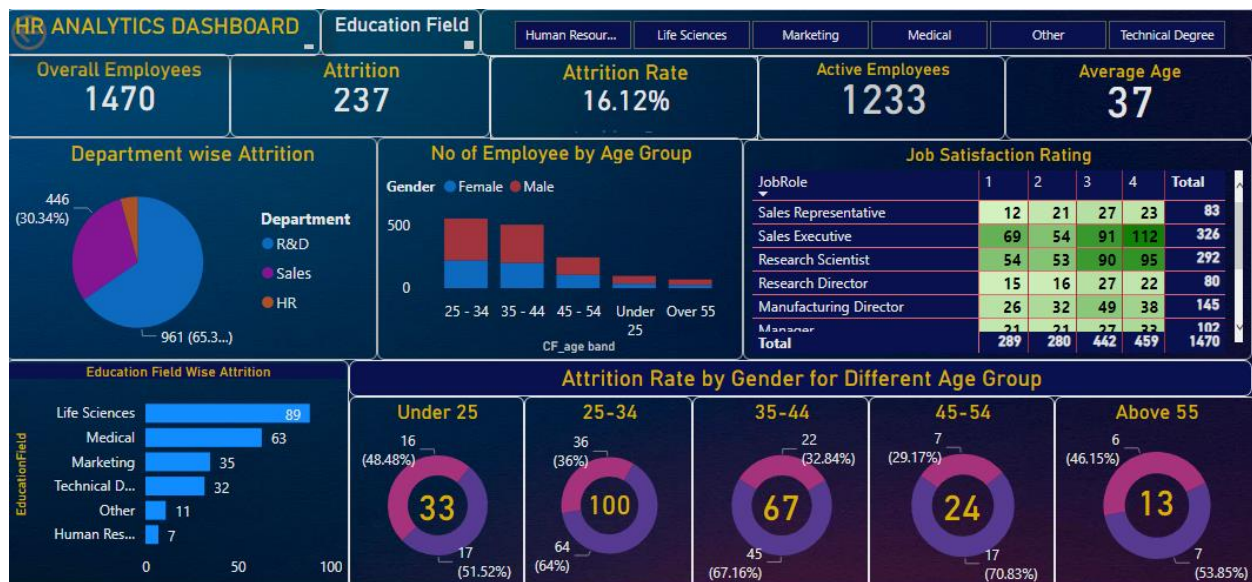 HR ANALYTICS DASHBOARD
Education Field
Human Resour... Life Sciences Marketing Medical Other Technical Degree
Overall Employees
1470
Attrition
237
Attrition Rate
16.12%
Active Employees
1233
Average Age
37
Department wise Attrition
446
(30.34%)
961 (65.3...)
Department
R&D
Sales
HR
No of Employee by Age Group
Gender Female Male
500
0
25 - 34 35 - 44 45 - 54 Under 25 Over 55
CF_age band
Job Satisfaction Rating
JobRole 1 2 3 4 Total
Sales Representative 12 21 27 23 83
Sales Executive 69 54 91 112 326
Research Scientist 54 53 90 95 292
Research Director 15 16 27 22 80
Manufacturing Director 26 32 49 38 145
Manager 21 21 27 33 102
Total 289 280 442 459 1470
Education Field Wise Attrition
EducationField
Life Sciences 89
Medical 63
Marketing 35
Technical D... 32
Other 11
Human Res... 7
0 50 100
Attrition Rate by Gender for Different Age Group
Under 25
16
(48.48%)
33
17
(51.52%)
25-34
36
(36%)
100
64
(64%)
35-44
22
(32.84%)
67
45
(67.16%)
45-54
7
(29.17%)
24
17
(70.83%)
Above 55
6
(46.15%)
13
7
(53.85%)